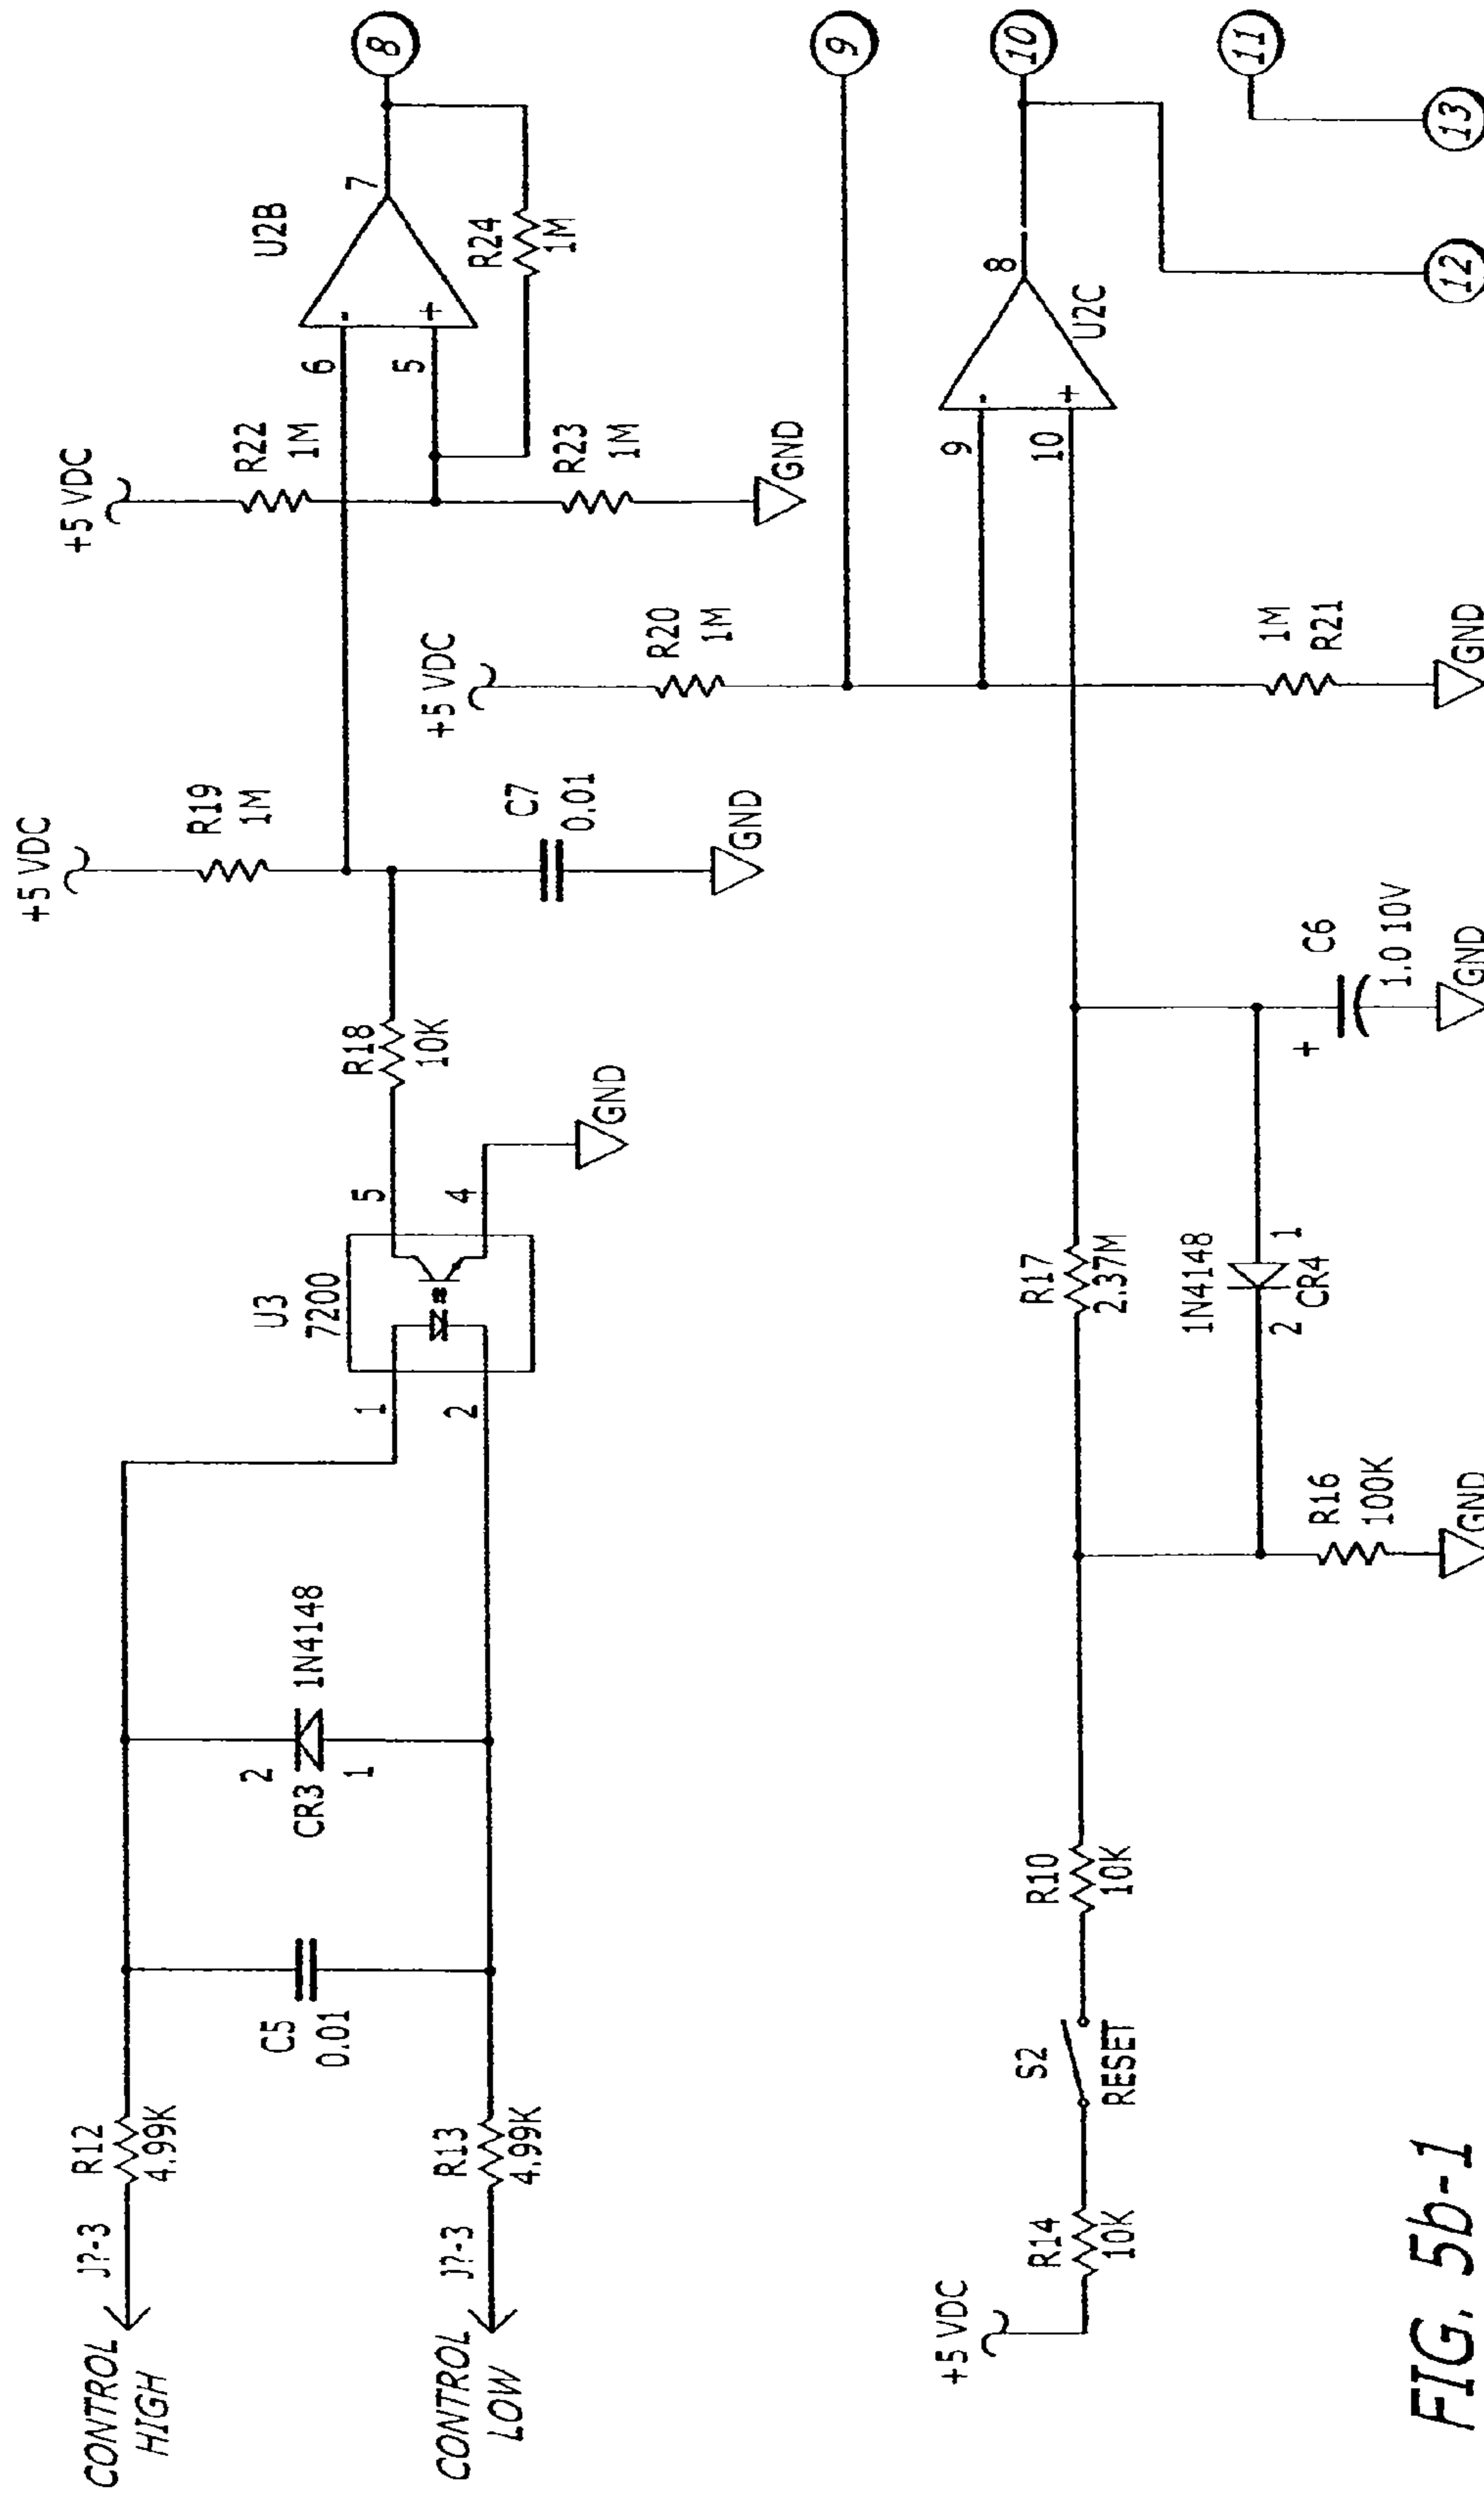 CONTROL
HIGH
J?-3
R12
4.99K
C5
0.01
2
CR3
1
1N4148
1
2
U3
7200
5
4
GND
R18
10K
+5 VDC
R19
1M
C7
0.01
GND
+5 VDC
R22
1M
6
5
-
+
U2B
7
8
R24
1M
R23
1M
GND
CONTROL
LOW
J?-3
R13
4.99K
+5 VDC
R20
1M
9
+5 VDC
R14
10K
S2
RESET
R10
10K
R17
2.37M
1N4148
2
1
CR4
R16
100K
GND
C6
+
1.0 10V
GND
9
10
-
+
U2C
8
10
1M
R21
GND
11
12
13
FIG. 5b-1